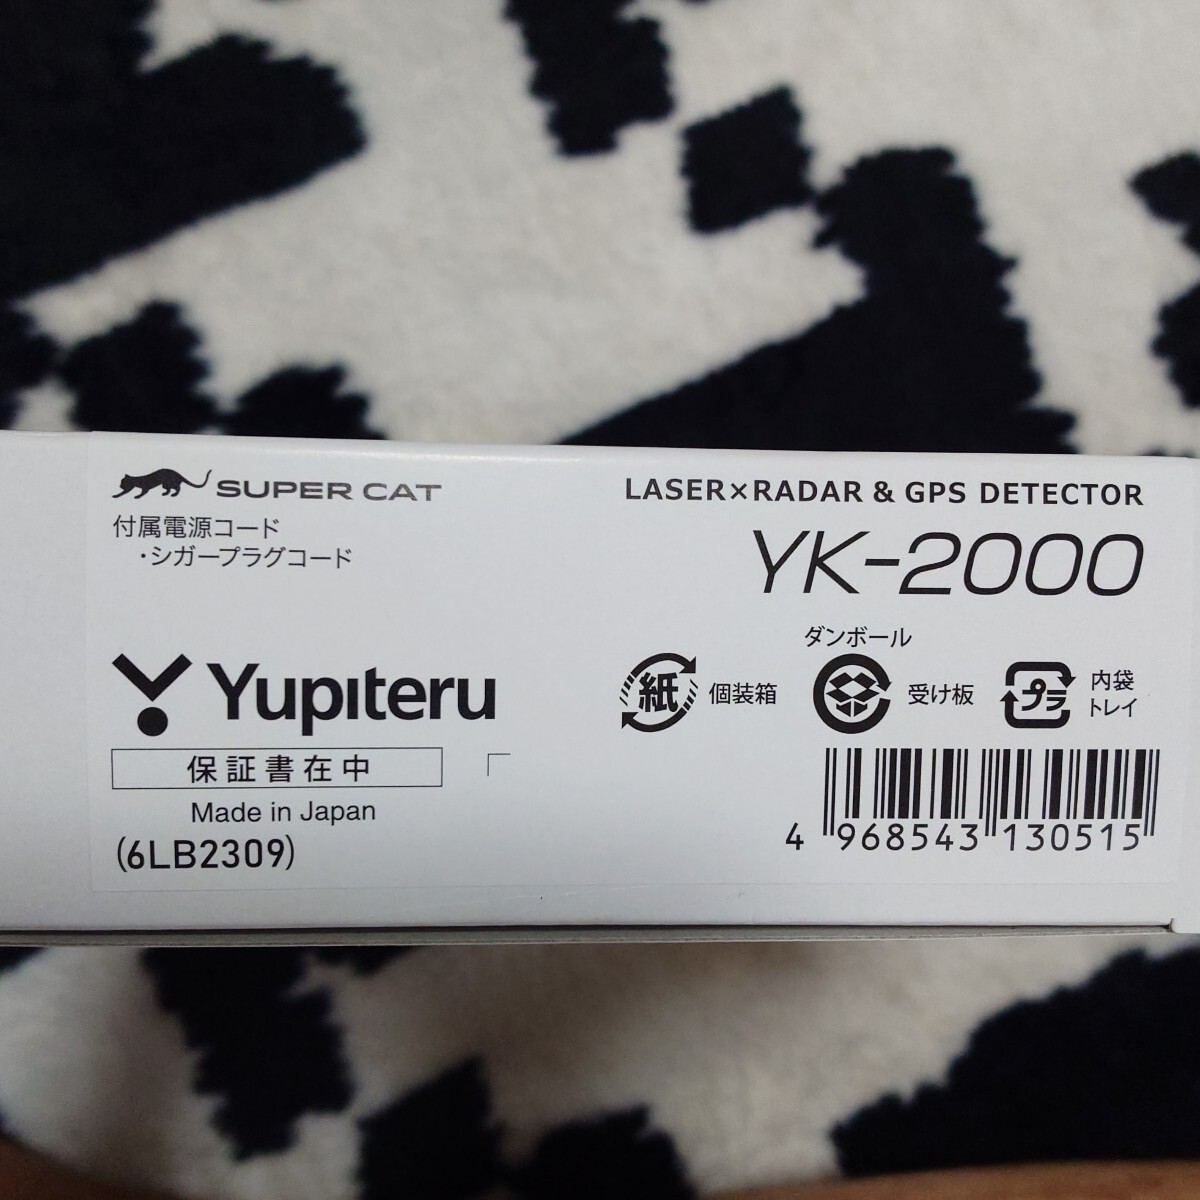 SUPER CAT
付属電源コード
・シガープラグコード
LASER×RADAR & GPS DETECTOR
YK-2000
Yupiteru
保証書在中
Made in Japan
(6LB2309)
ダンボール
紙 個装箱
受け板
プラ 内袋
トレイ
4 968543 130515